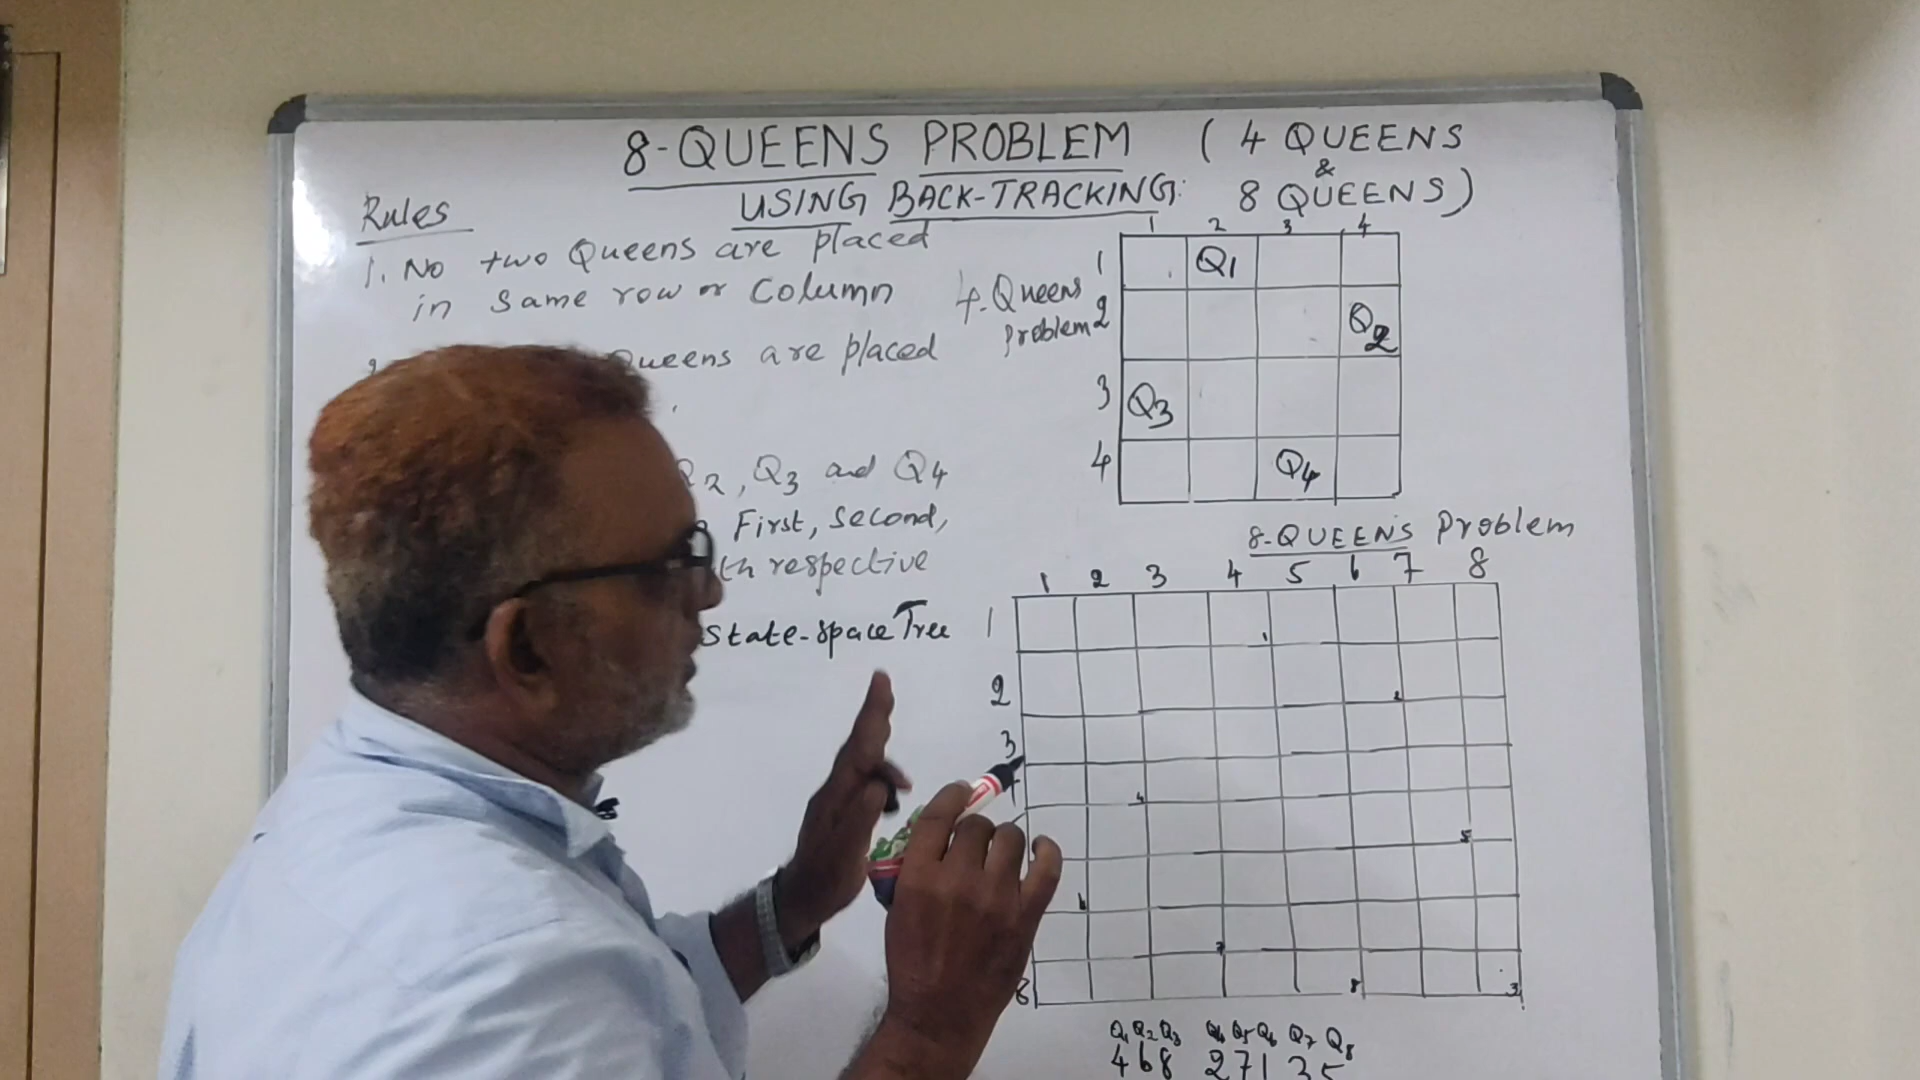 8-QUEENS PROBLEM ( 4 QUEENS
&
USING BACK-TRACKING: 8 QUEENS)
Rules
1. No two Queens are placed
in same row or Column
Queens are placed
Q2, Q3 and Q4
First, Second,
th respective
State-space Tree
4-Queens
Problem
1 2 3 4
1 Q1
2 Q2
3 Q3
4 Q4
8-QUEENS Problem
1 2 3 4 5 6 7 8
1
2
3
8
Q1 Q2 Q3 Q4 Q5 Q6 Q7 Q8
4 6 8 2 7 1 3 5